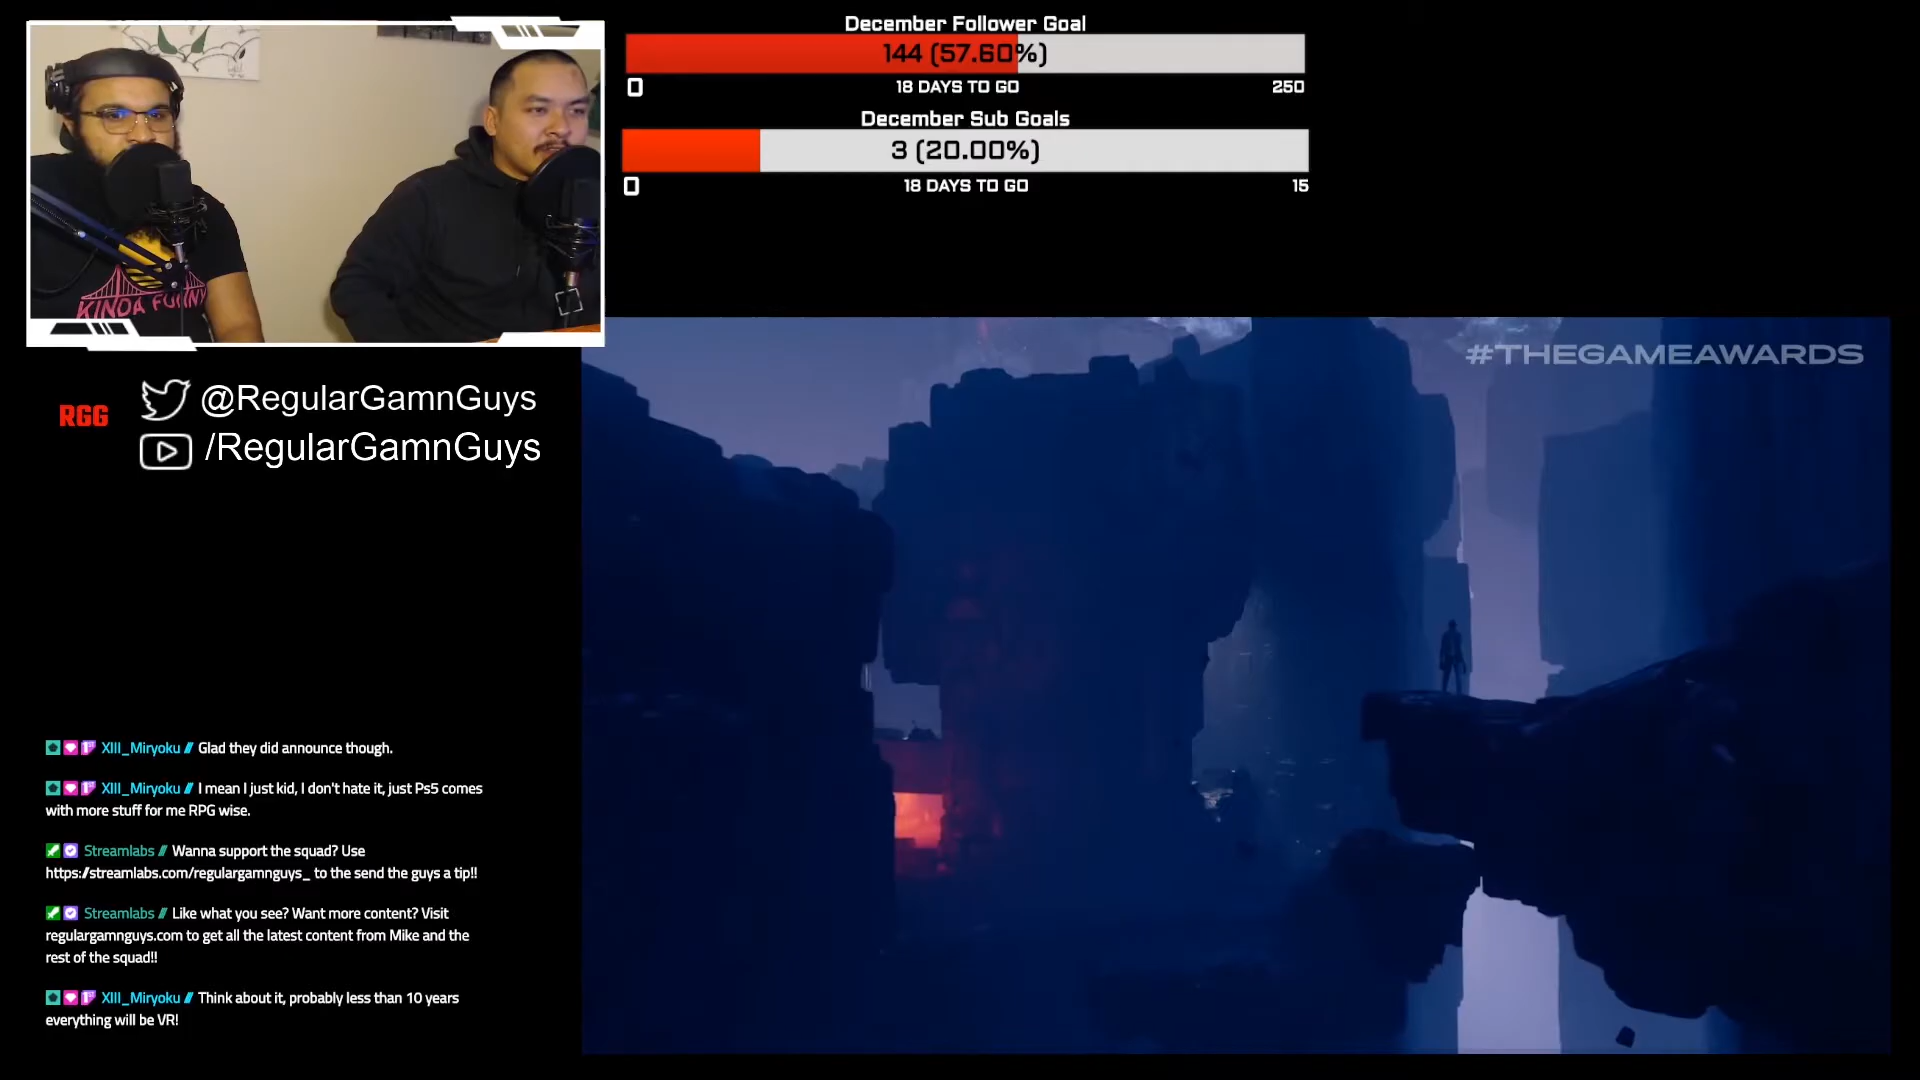 December Follower Goal
144 (57.60%)
0 18 DAYS TO GO 250
December Sub Goals
3 (20.00%)
0 18 DAYS TO GO 15
KINDA FUNNY
#THEGAMEAWARDS
RGG
@RegularGamnGuys
/RegularGamnGuys
XIII_Miryoku // Glad they did announce though.
XIII_Miryoku // I mean I just kid, I don't hate it, just Ps5 comes
with more stuff for me RPG wise.
Streamlabs // Wanna support the squad? Use
https://streamlabs.com/regulargamnguys_ to the send the guys a tip!!
Streamlabs // Like what you see? Want more content? Visit
regulargamnguys.com to get all the latest content from Mike and the
rest of the squad!!
XIII_Miryoku // Think about it, probably less than 10 years
everything will be VR!